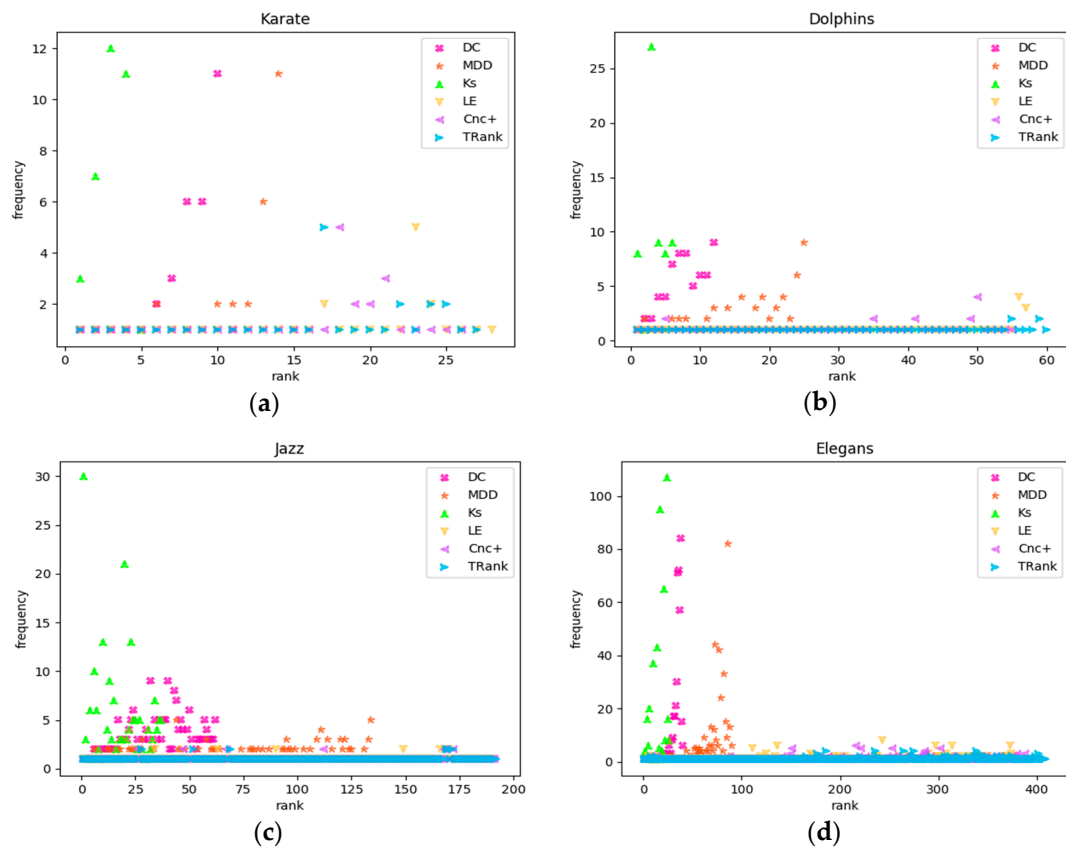 Karate
12
10
8
6
4
2
frequency
DC
MDD
Ks
LE
Cnc+
TRank
0 5 10 15 20 25
rank
(a)
Dolphins
25
20
15
10
5
0
frequency
DC
MDD
Ks
LE
Cnc+
TRank
0 10 20 30 40 50 60
rank
(b)
Jazz
30
25
20
15
10
5
0
frequency
DC
MDD
Ks
LE
Cnc+
TRank
0 25 50 75 100 125 150 175 200
rank
(c)
Elegans
100
80
60
40
20
0
frequency
DC
MDD
Ks
LE
Cnc+
TRank
0 100 200 300 400
rank
(d)